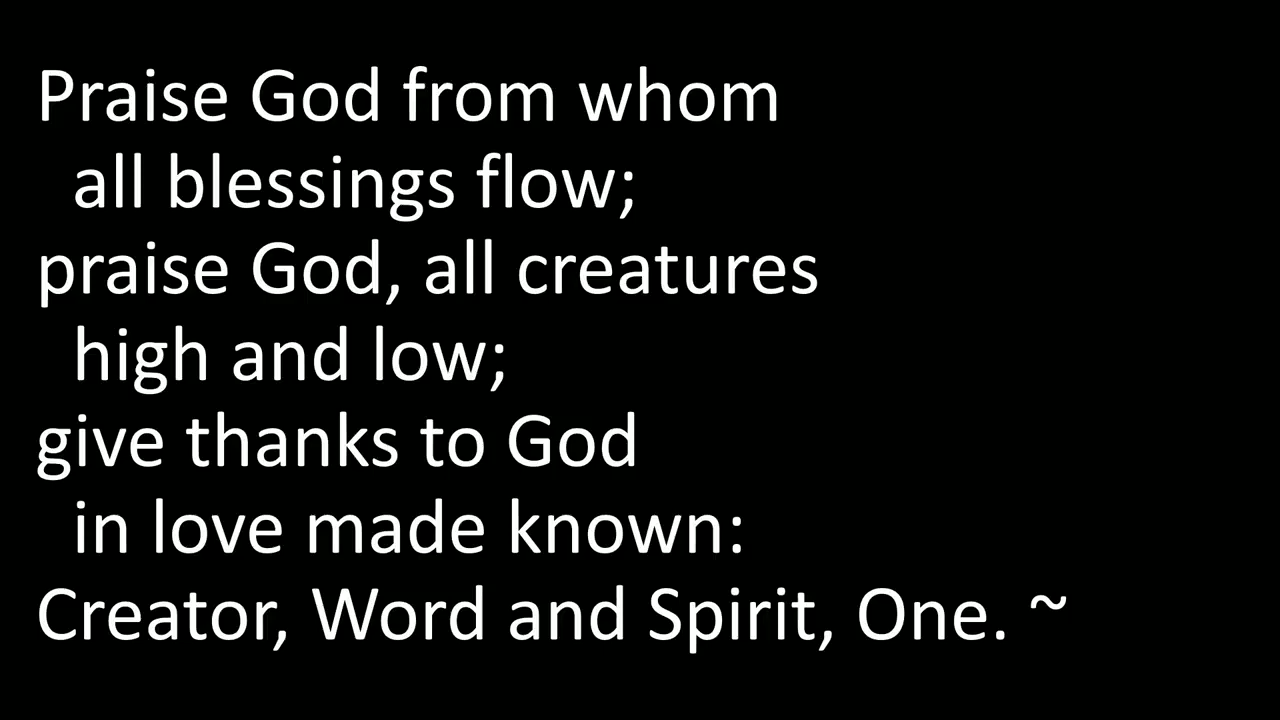 Praise God from whom
all blessings flow;
praise God, all creatures
high and low;
give thanks to God
in love made known:
Creator, Word and Spirit, One. ~